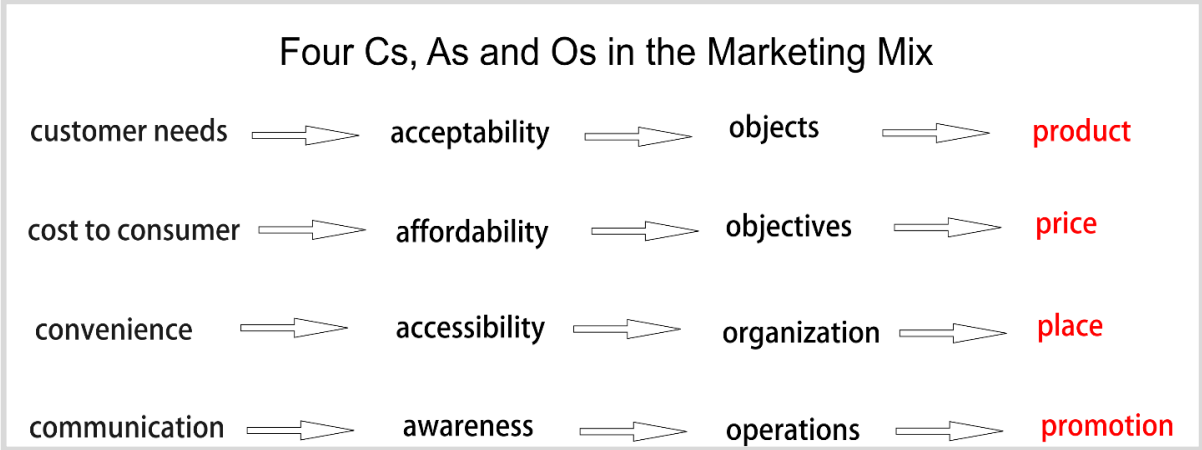 Four Cs, As and Os in the Marketing Mix
customer needs acceptability objects product
cost to consumer affordability objectives price
convenience accessibility organization place
communication awareness operations promotion